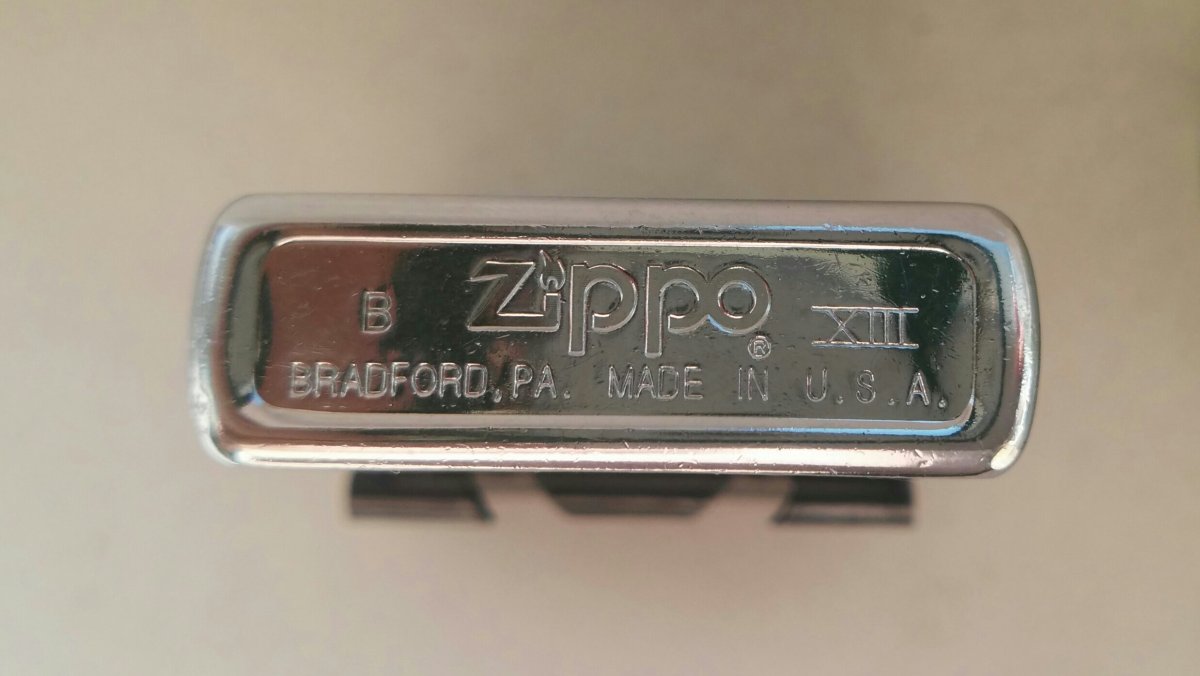 B Zippo® XIII
BRADFORD, PA. MADE IN U.S.A.